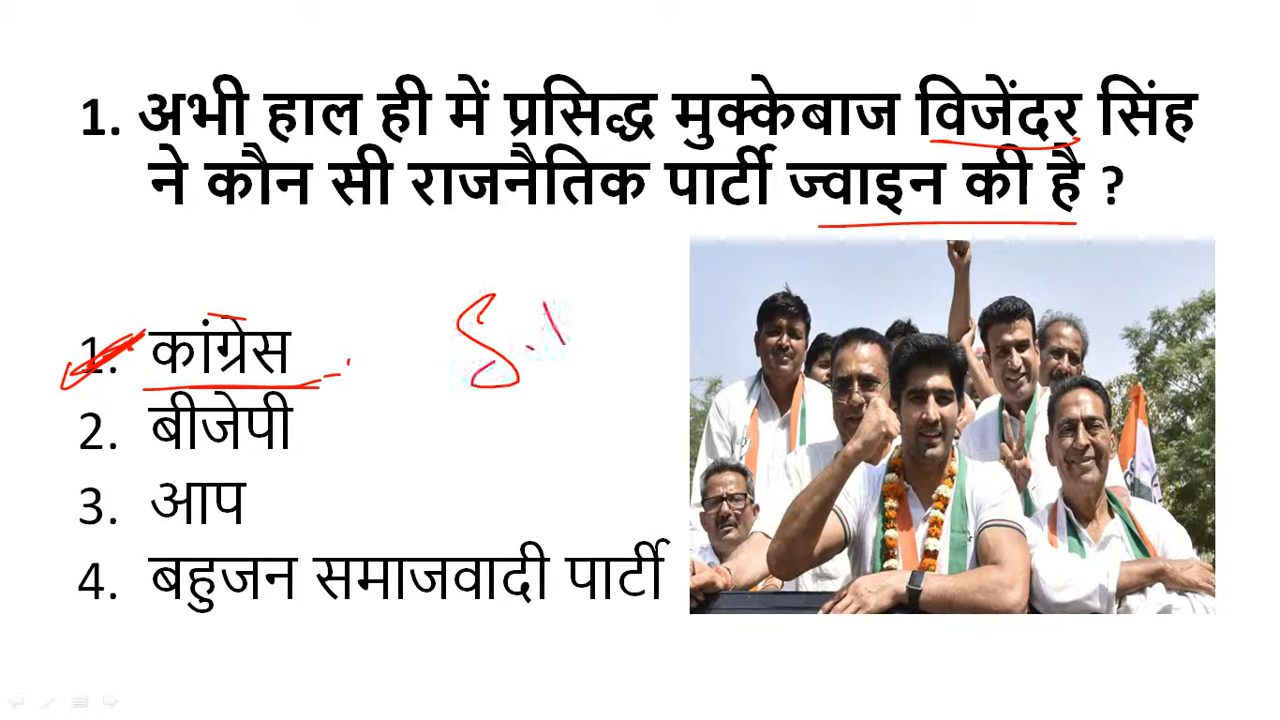 1. अभी हाल ही में प्रसिद्ध मुक्केबाज विजेंदर सिंह
ने कौन सी राजनैतिक पार्टी ज्वाइन की है ?
1. कांग्रेस
2. बीजेपी
3. आप
4. बहुजन समाजवादी पार्टी